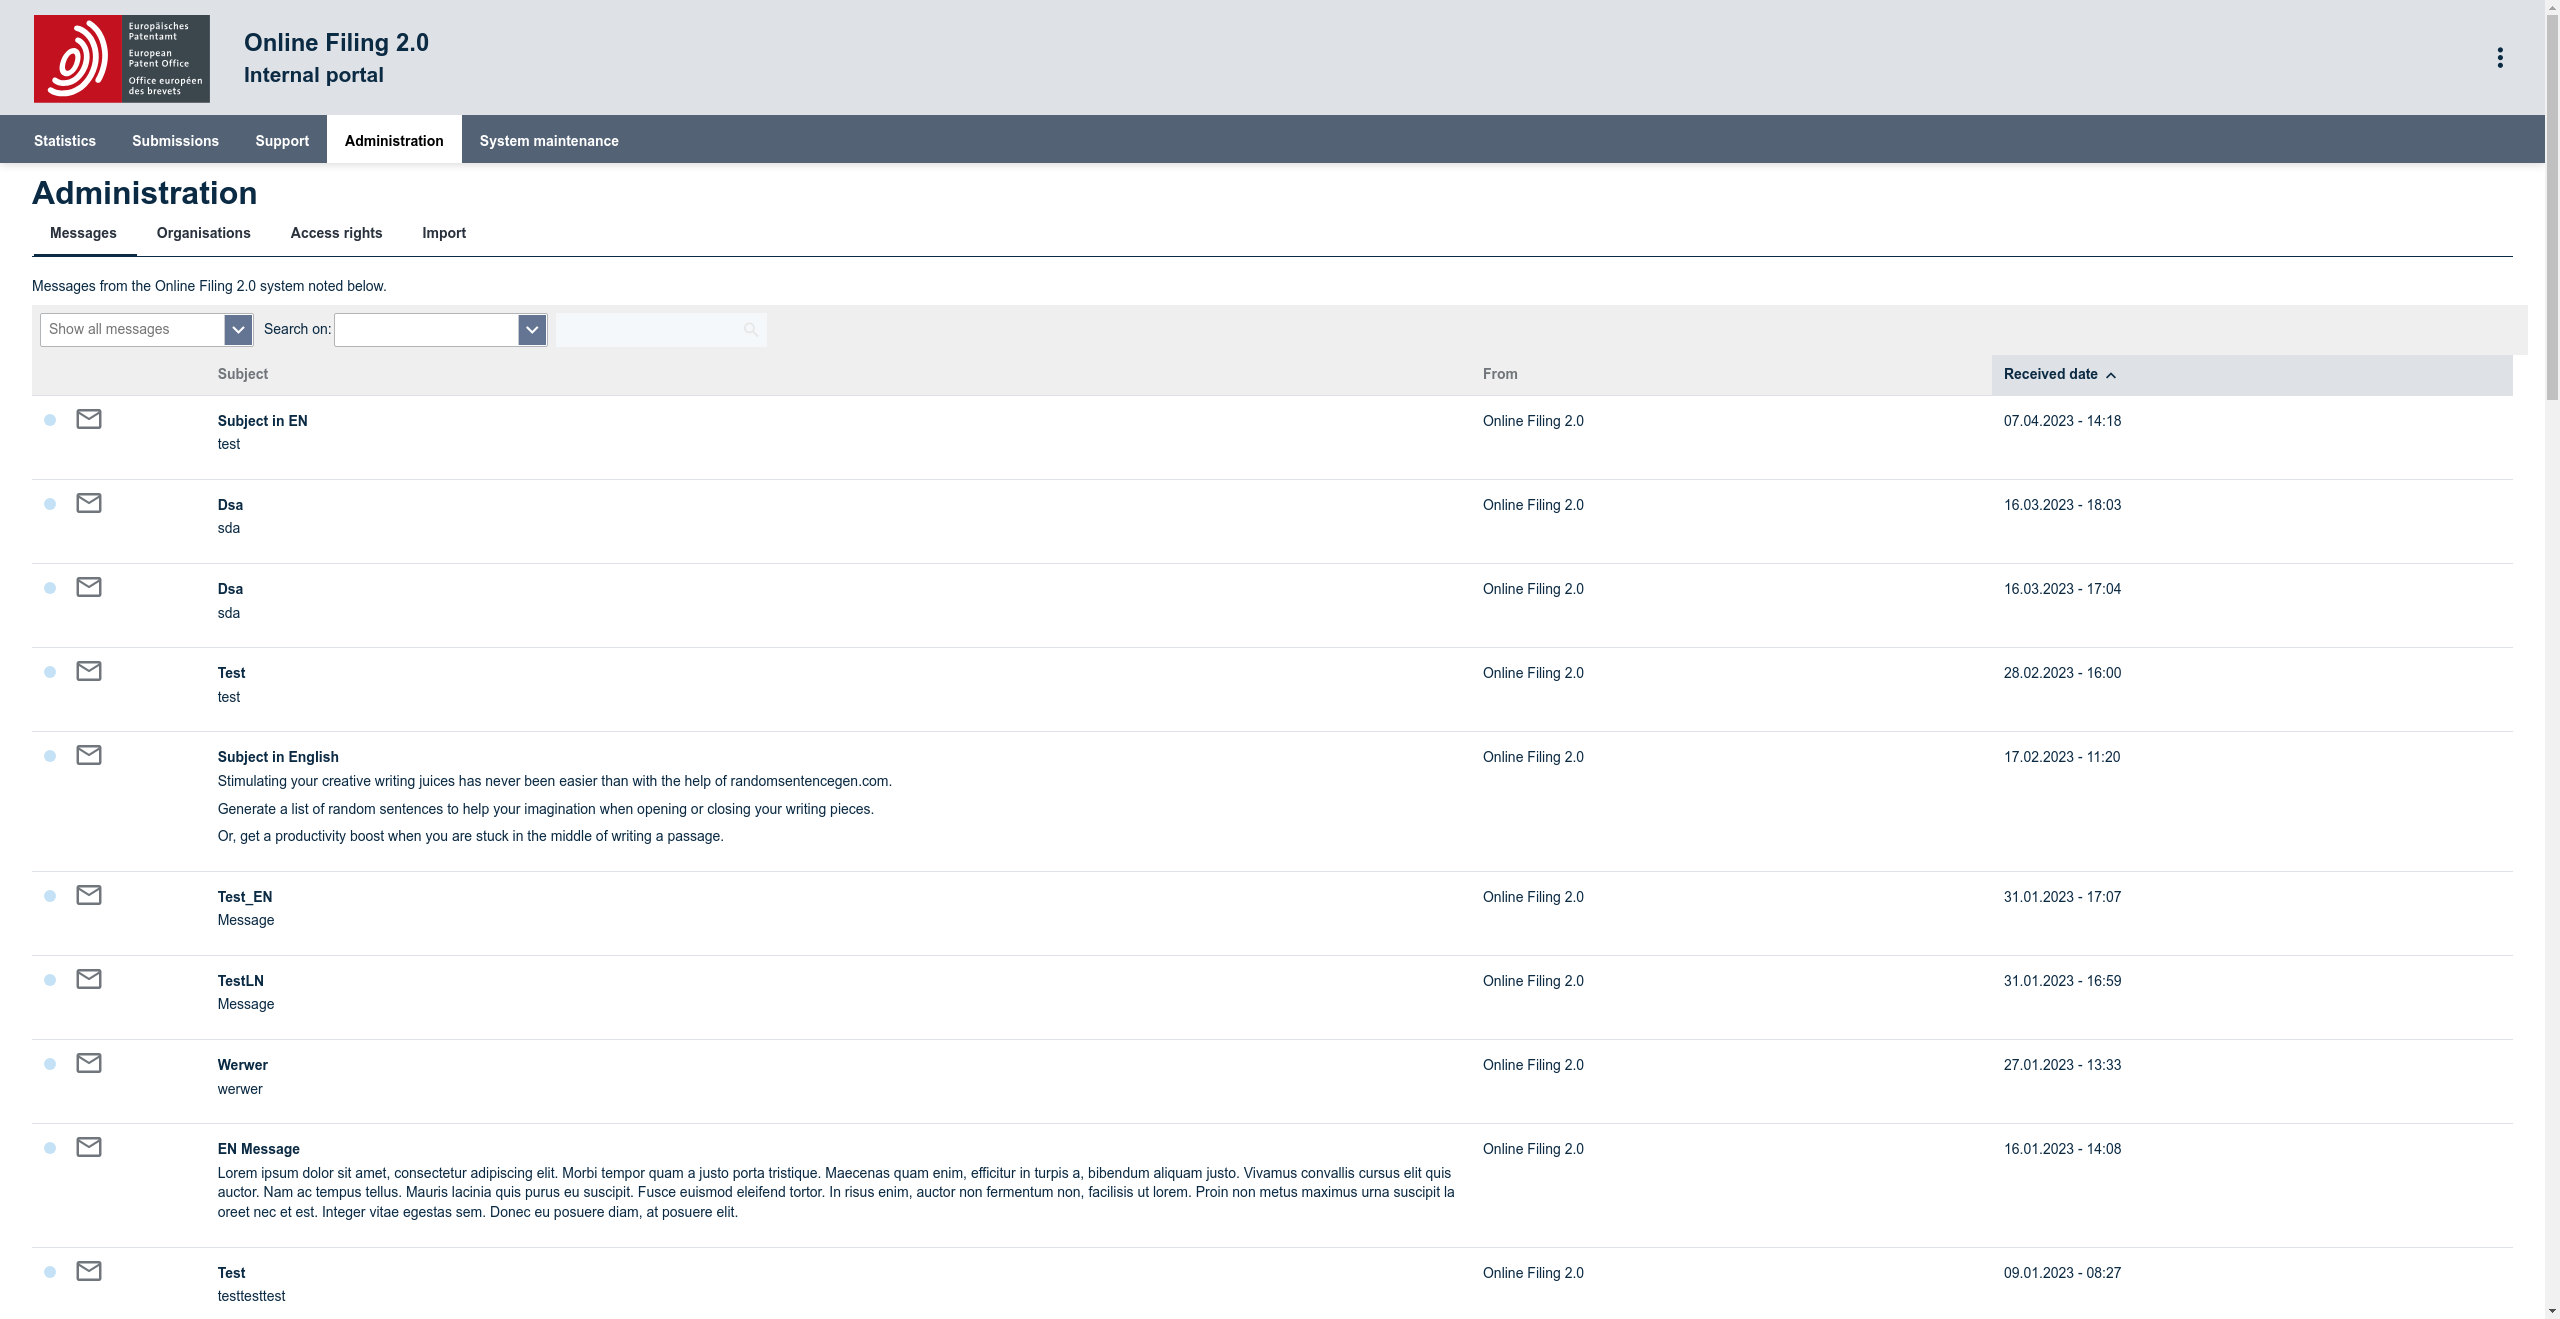 Europäisches
Patentamt
European
Patent Office
Office européen
des brevets
Online Filing 2.0
Internal portal
Statistics Submissions Support Administration System maintenance
Administration
Messages Organisations Access rights Import
Messages from the Online Filing 2.0 system noted below.
Show all messages Search on:
Subject From Received date
Subject in EN Online Filing 2.0 07.04.2023 - 14:18
test
Dsa Online Filing 2.0 16.03.2023 - 18:03
sda
Dsa Online Filing 2.0 16.03.2023 - 17:04
sda
Test Online Filing 2.0 28.02.2023 - 16:00
test
Subject in English Online Filing 2.0 17.02.2023 - 11:20
Stimulating your creative writing juices has never been easier than with the help of randomsentencegen.com.
Generate a list of random sentences to help your imagination when opening or closing your writing pieces.
Or, get a productivity boost when you are stuck in the middle of writing a passage.
Test_EN Online Filing 2.0 31.01.2023 - 17:07
Message
TestLN Online Filing 2.0 31.01.2023 - 16:59
Message
Werwer Online Filing 2.0 27.01.2023 - 13:33
werwer
EN Message Online Filing 2.0 16.01.2023 - 14:08
Lorem ipsum dolor sit amet, consectetur adipiscing elit. Morbi tempor quam a justo porta tristique. Maecenas quam enim, efficitur in turpis a, bibendum aliquam justo. Vivamus convallis cursus elit quis
auctor. Nam ac tempus tellus. Mauris lacinia quis purus eu suscipit. Fusce euismod eleifend tortor. In risus enim, auctor non fermentum non, facilisis ut lorem. Proin non metus maximus urna suscipit la
oreet nec et est. Integer vitae egestas sem. Donec eu posuere diam, at posuere elit.
Test Online Filing 2.0 09.01.2023 - 08:27
testtesttest